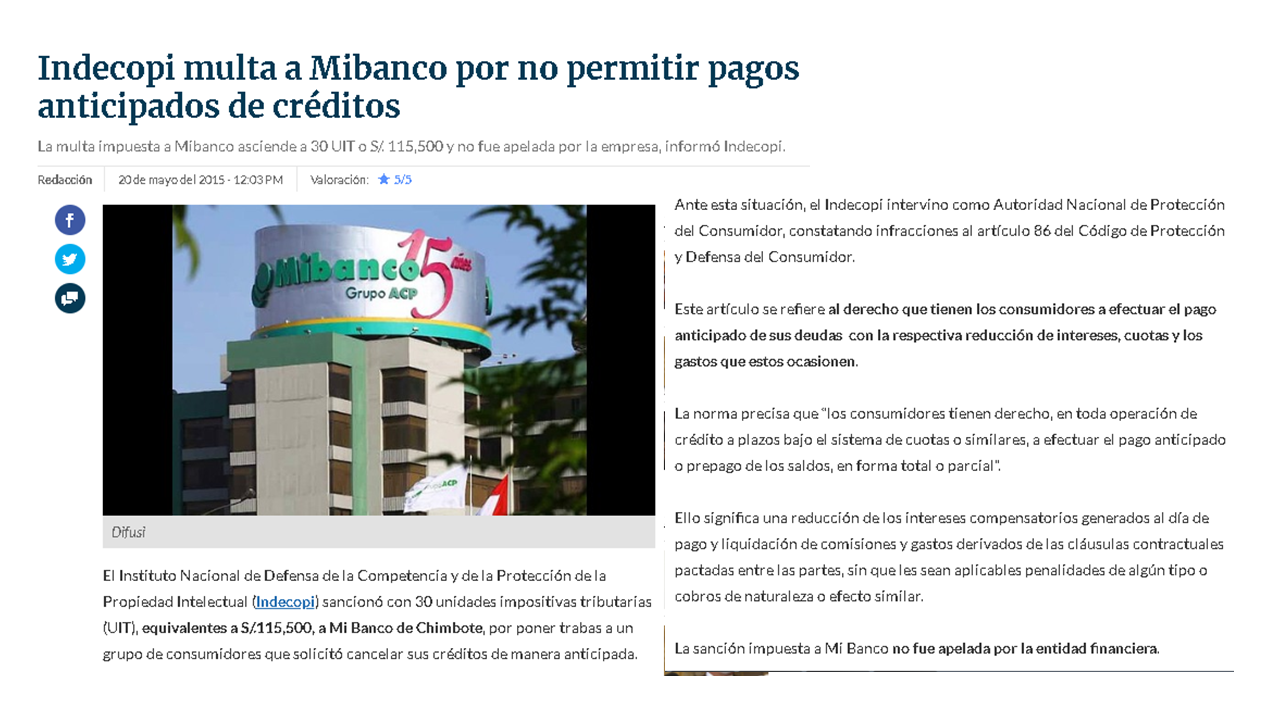 Indecopi multa a Mibanco por no permitir pagos
anticipados de créditos
La multa impuesta a Mibanco asciende a 30 UIT o S/. 115,500 y no fue apelada por la empresa, informó Indecopi.
Redacción 20 de mayo del 2015 - 12:03 PM Valoración: ★ 5/5
Mibanco 15 años
Grupo ACP
ACP
Difusi
El Instituto Nacional de Defensa de la Competencia y de la Protección de la
Propiedad Intelectual (Indecopi) sancionó con 30 unidades impositivas tributarias
(UIT), equivalentes a S/.115,500, a Mi Banco de Chimbote, por poner trabas a un
grupo de consumidores que solicitó cancelar sus créditos de manera anticipada.
Ante esta situación, el Indecopi intervino como Autoridad Nacional de Protección
del Consumidor, constatando infracciones al artículo 86 del Código de Protección
y Defensa del Consumidor.
Este artículo se refiere al derecho que tienen los consumidores a efectuar el pago
anticipado de sus deudas con la respectiva reducción de intereses, cuotas y los
gastos que estos ocasionen.
La norma precisa que "los consumidores tienen derecho, en toda operación de
crédito a plazos bajo el sistema de cuotas o similares, a efectuar el pago anticipado
o prepago de los saldos, en forma total o parcial".
Ello significa una reducción de los intereses compensatorios generados al día de
pago y liquidación de comisiones y gastos derivados de las cláusulas contractuales
pactadas entre las partes, sin que les sean aplicables penalidades de algún tipo o
cobros de naturaleza o efecto similar.
La sanción impuesta a Mi Banco no fue apelada por la entidad financiera.